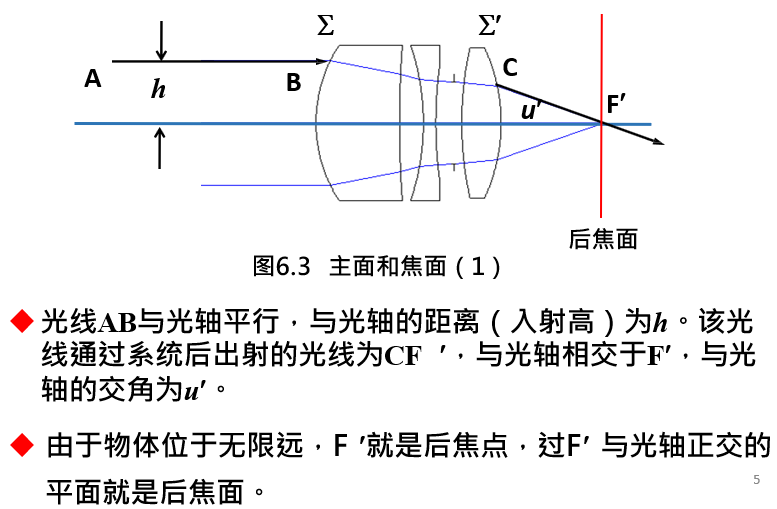 Σ Σ′
A h B C u′ F′
后焦面
图6.3 主面和焦面（1）
◆ 光线AB与光轴平行，与光轴的距离（入射高）为h。该光
线通过系统后出射的光线为CF ′，与光轴相交于F′，与光
轴的交角为u′。
◆ 由于物体位于无限远，F ′就是后焦点，过F′ 与光轴正交的
平面就是后焦面。
5